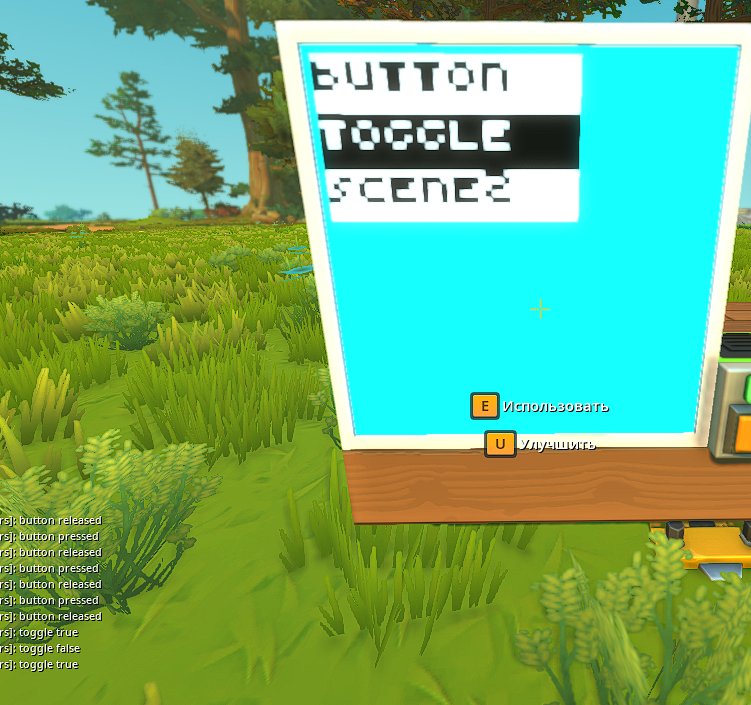 BUTTON
TOGGLE
SCENE2
E Использовать
U Улучшить
rs]: button released
rs]: button pressed
rs]: button released
rs]: button pressed
rs]: button released
rs]: button pressed
rs]: button released
rs]: toggle true
rs]: toggle false
rs]: toggle true